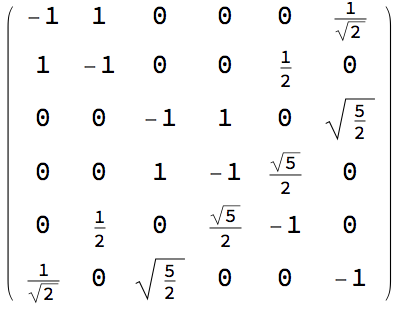 -1 1 0 0 0 1/√2
1 -1 0 0 1/2 0
0 0 -1 1 0 √(5/2)
0 0 1 -1 √5/2 0
0 1/2 0 √5/2 -1 0
1/√2 0 √(5/2) 0 0 -1